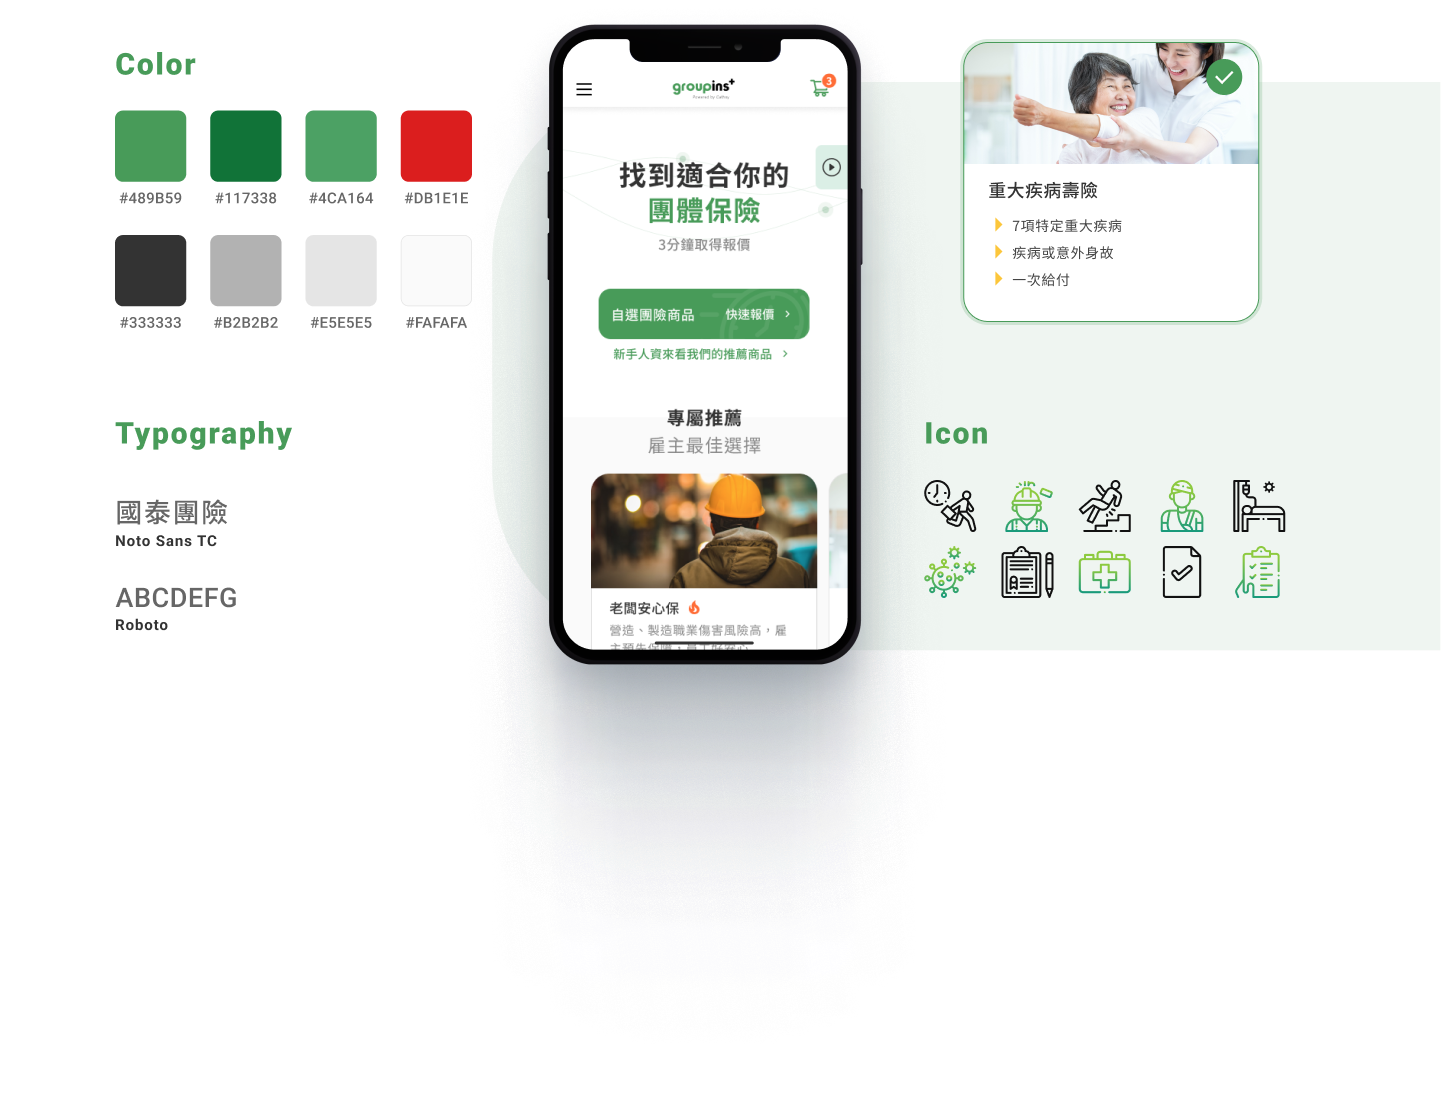 Color
#489B59 #117338 #4CA164 #DB1E1E
#333333 #B2B2B2 #E5E5E5 #FAFAFA
Typography
國泰團險
Noto Sans TC
ABCDEFG
Roboto
groupins+
Powered by Cathay
3
找到適合你的
團體保險
3分鐘取得報價
自選團險商品 快速報價
新手人資來看我們的推薦商品
專屬推薦
雇主最佳選擇
老闆安心保
營造、製造職業傷害風險高，雇
重大疾病壽險
7項特定重大疾病
疾病或意外身故
一次給付
Icon